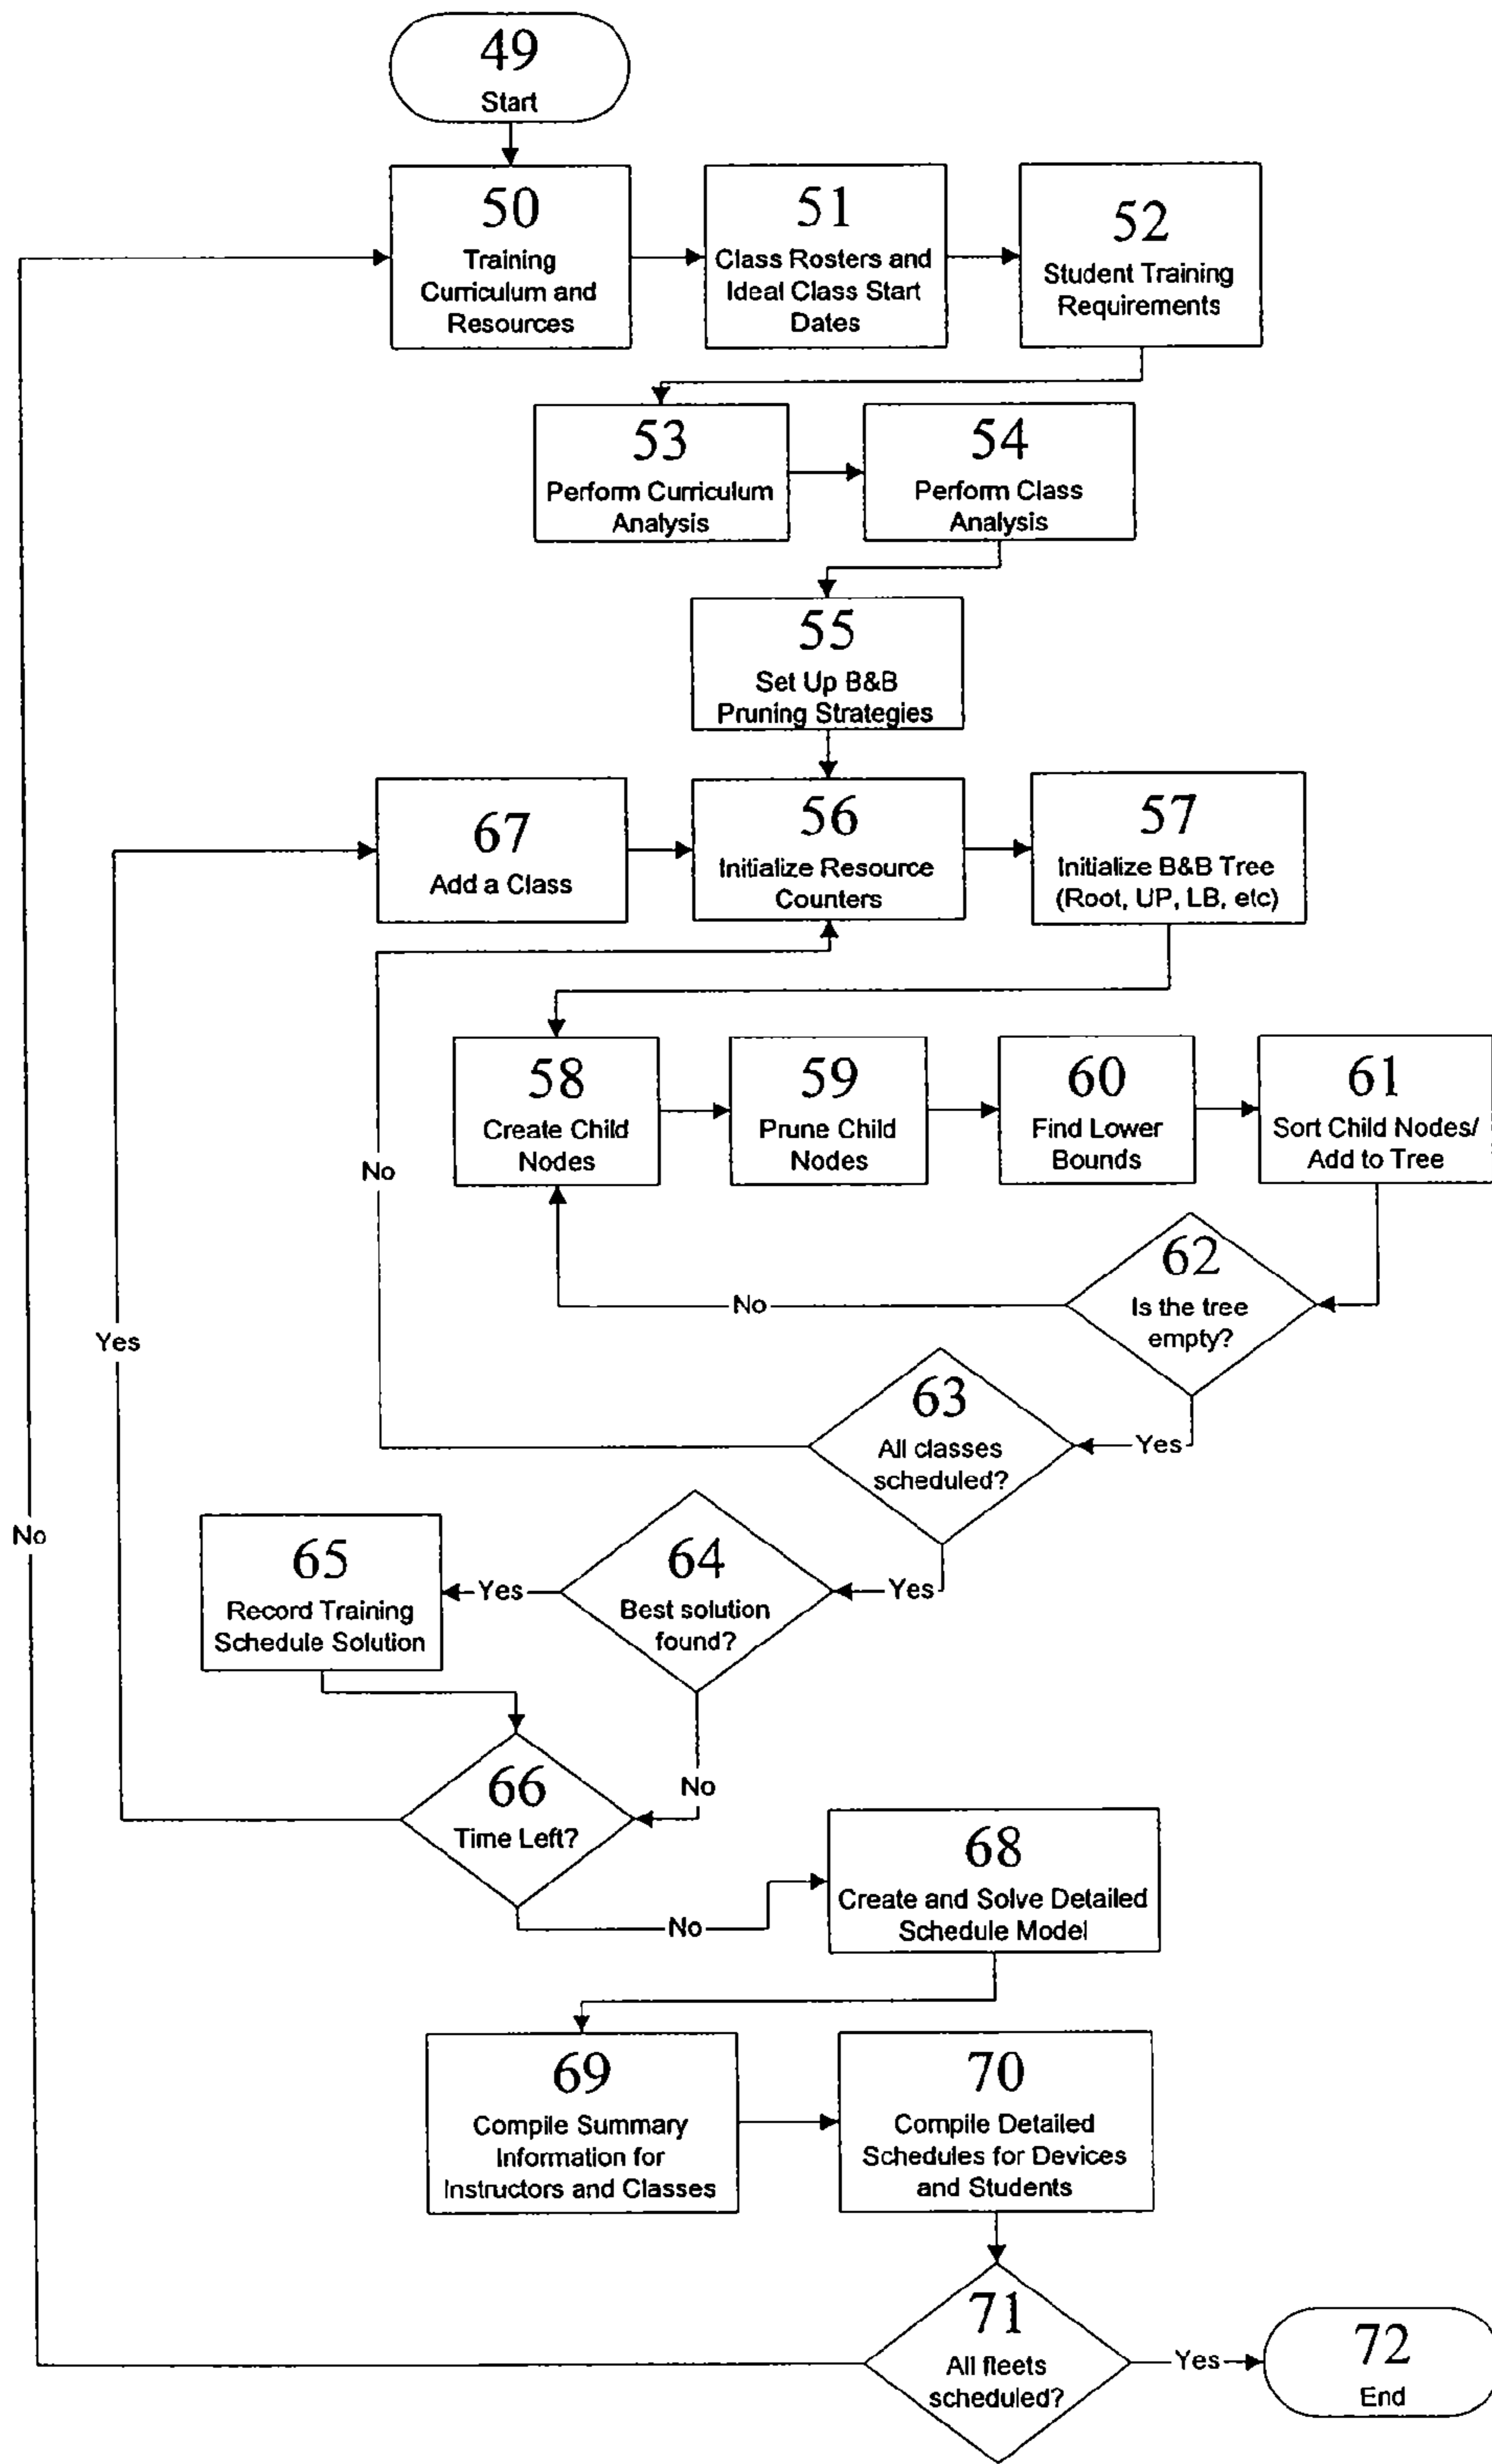 49
Start
50
Training
Curriculum and
Resources
51
Class Rosters and
Ideal Class Start
Dates
52
Student Training
Requirements
53
Perform Curriculum
Analysis
54
Perform Class
Analysis
55
Set Up B&B
Pruning Strategies
67
Add a Class
56
Initialize Resource
Counters
57
Initialize B&B Tree
(Root, UP, LB, etc)
58
Create Child
Nodes
59
Prune Child
Nodes
60
Find Lower
Bounds
61
Sort Child Nodes/
Add to Tree
No
62
Is the tree
empty?
No
Yes
63
All classes
scheduled?
Yes
No
65
Record Training
Schedule Solution
Yes
64
Best solution
found?
Yes
No
66
Time Left?
No
68
Create and Solve Detailed
Schedule Model
69
Compile Summary
Information for
Instructors and Classes
70
Compile Detailed
Schedules for Devices
and Students
71
All fleets
scheduled?
Yes
72
End